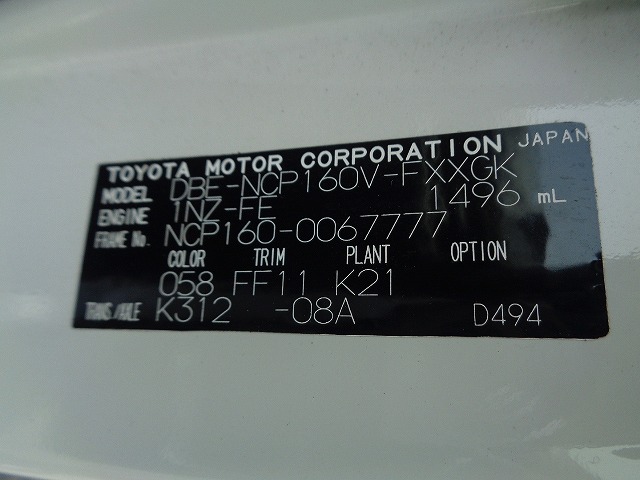 TOYOTA MOTOR CORPORATION JAPAN
MODEL DBE-NCP160V-FXXGK
ENGINE 1NZ-FE 1496 mL
FRAME No. NCP160-0067777
COLOR TRIM PLANT OPTION
058 FF11 K21
TRANS./AXLE K312 -08A D494